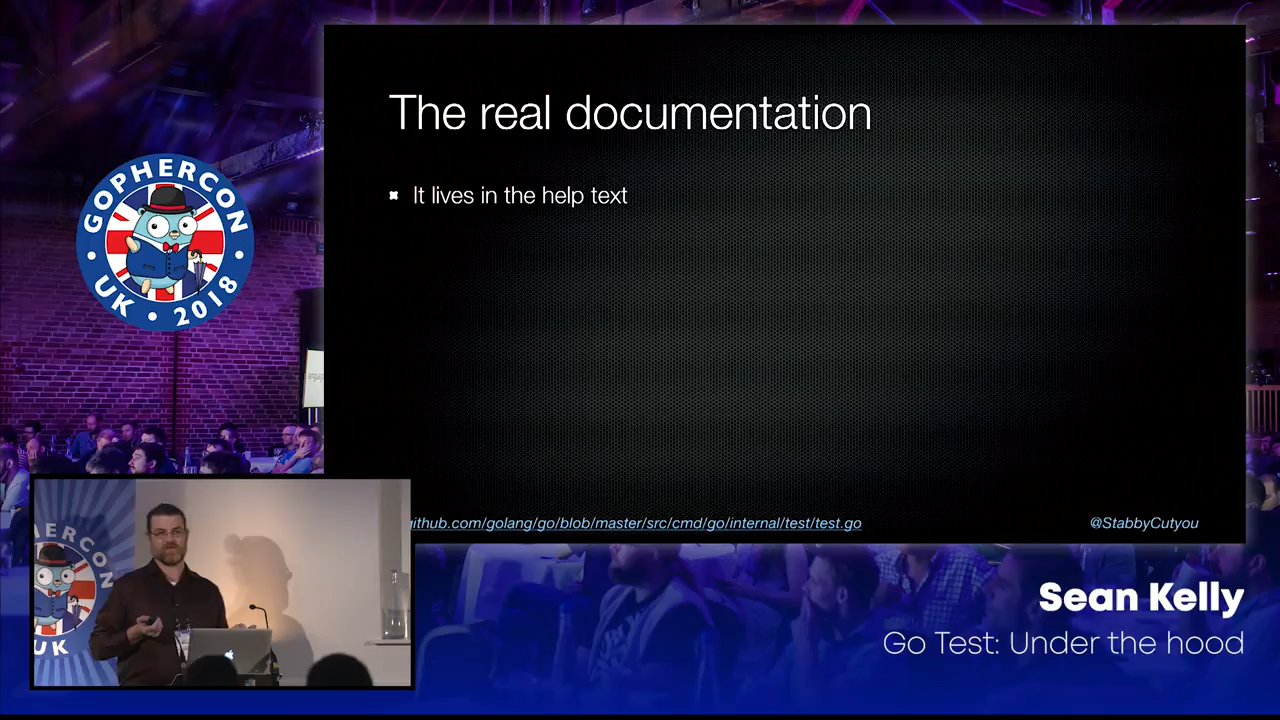 The real documentation
It lives in the help text
github.com/golang/go/blob/master/src/cmd/go/internal/test/test.go
@StabbyCutyou
GOPHERCON
UK • 2018
Sean Kelly
Go Test: Under the hood
UK